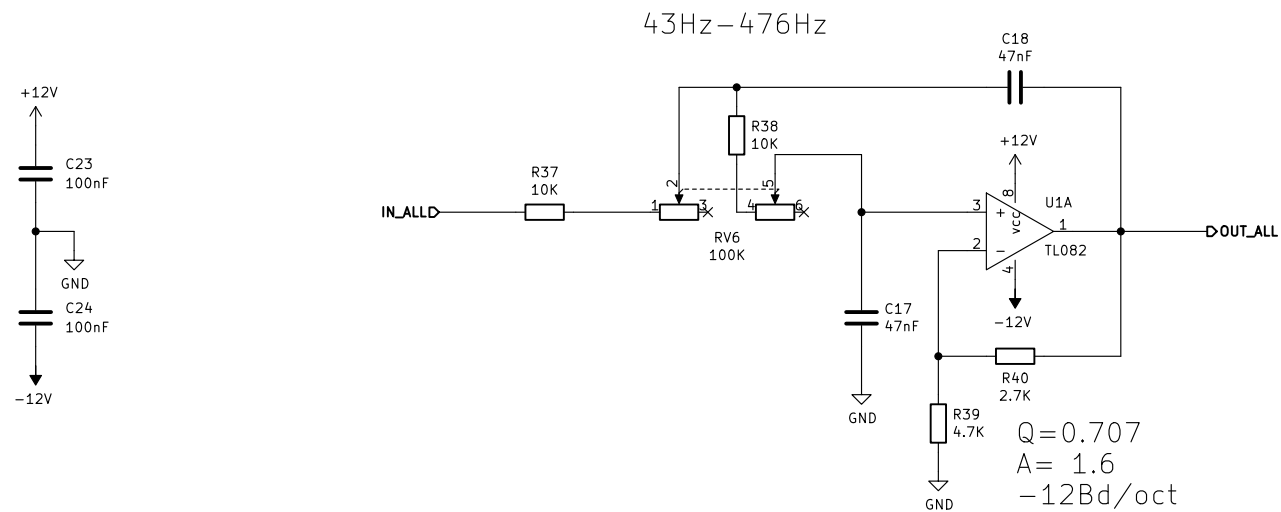 43Hz-476Hz
C18
47nF
+12V
R38
10K
+12V
C23
100nF
R37
10K
2
5
8
U1A
IN_ALL
1
3
4
6
3
+
VCC
1
OUT_ALL
RV6
100K
2
-
TL082
4
GND
C24
100nF
C17
47nF
-12V
R40
2.7K
-12V
GND
R39
4.7K
Q=0.707
A= 1.6
-12Bd/oct
GND